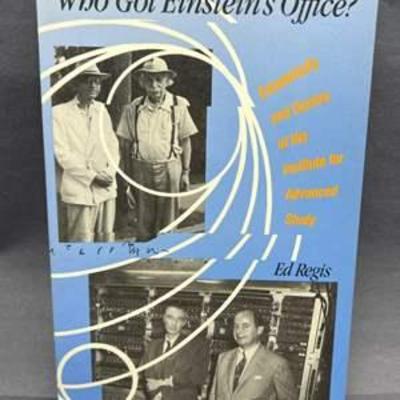 Who Got Einstein's Office?
Eccentricity
and Genius
at the
Institute for
Advanced
Study
Ed Regis